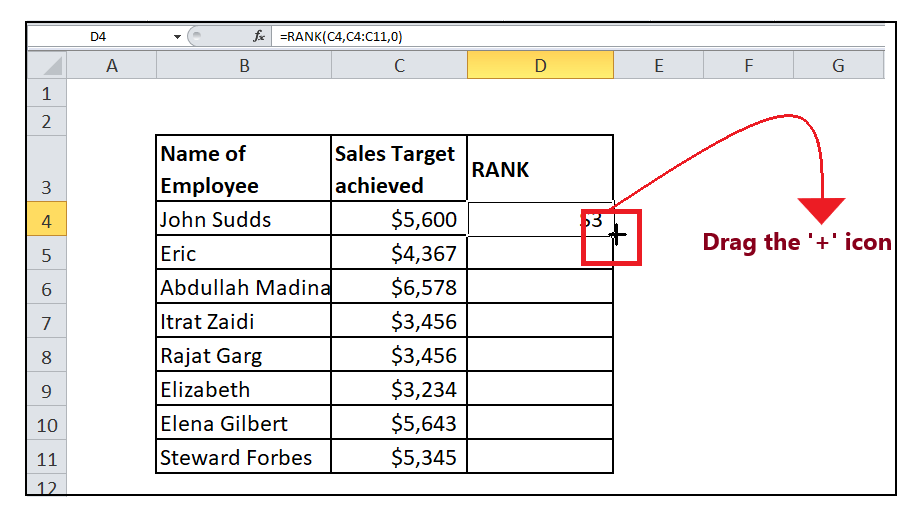 D4 fx =RANK(C4,C4:C11,0)
A B C D E F G
1
2
3 Name of Employee Sales Target achieved RANK
4 John Sudds $5,600 $3
Drag the '+' icon
5 Eric $4,367
6 Abdullah Madina $6,578
7 Itrat Zaidi $3,456
8 Rajat Garg $3,456
9 Elizabeth $3,234
10 Elena Gilbert $5,643
11 Steward Forbes $5,345
12